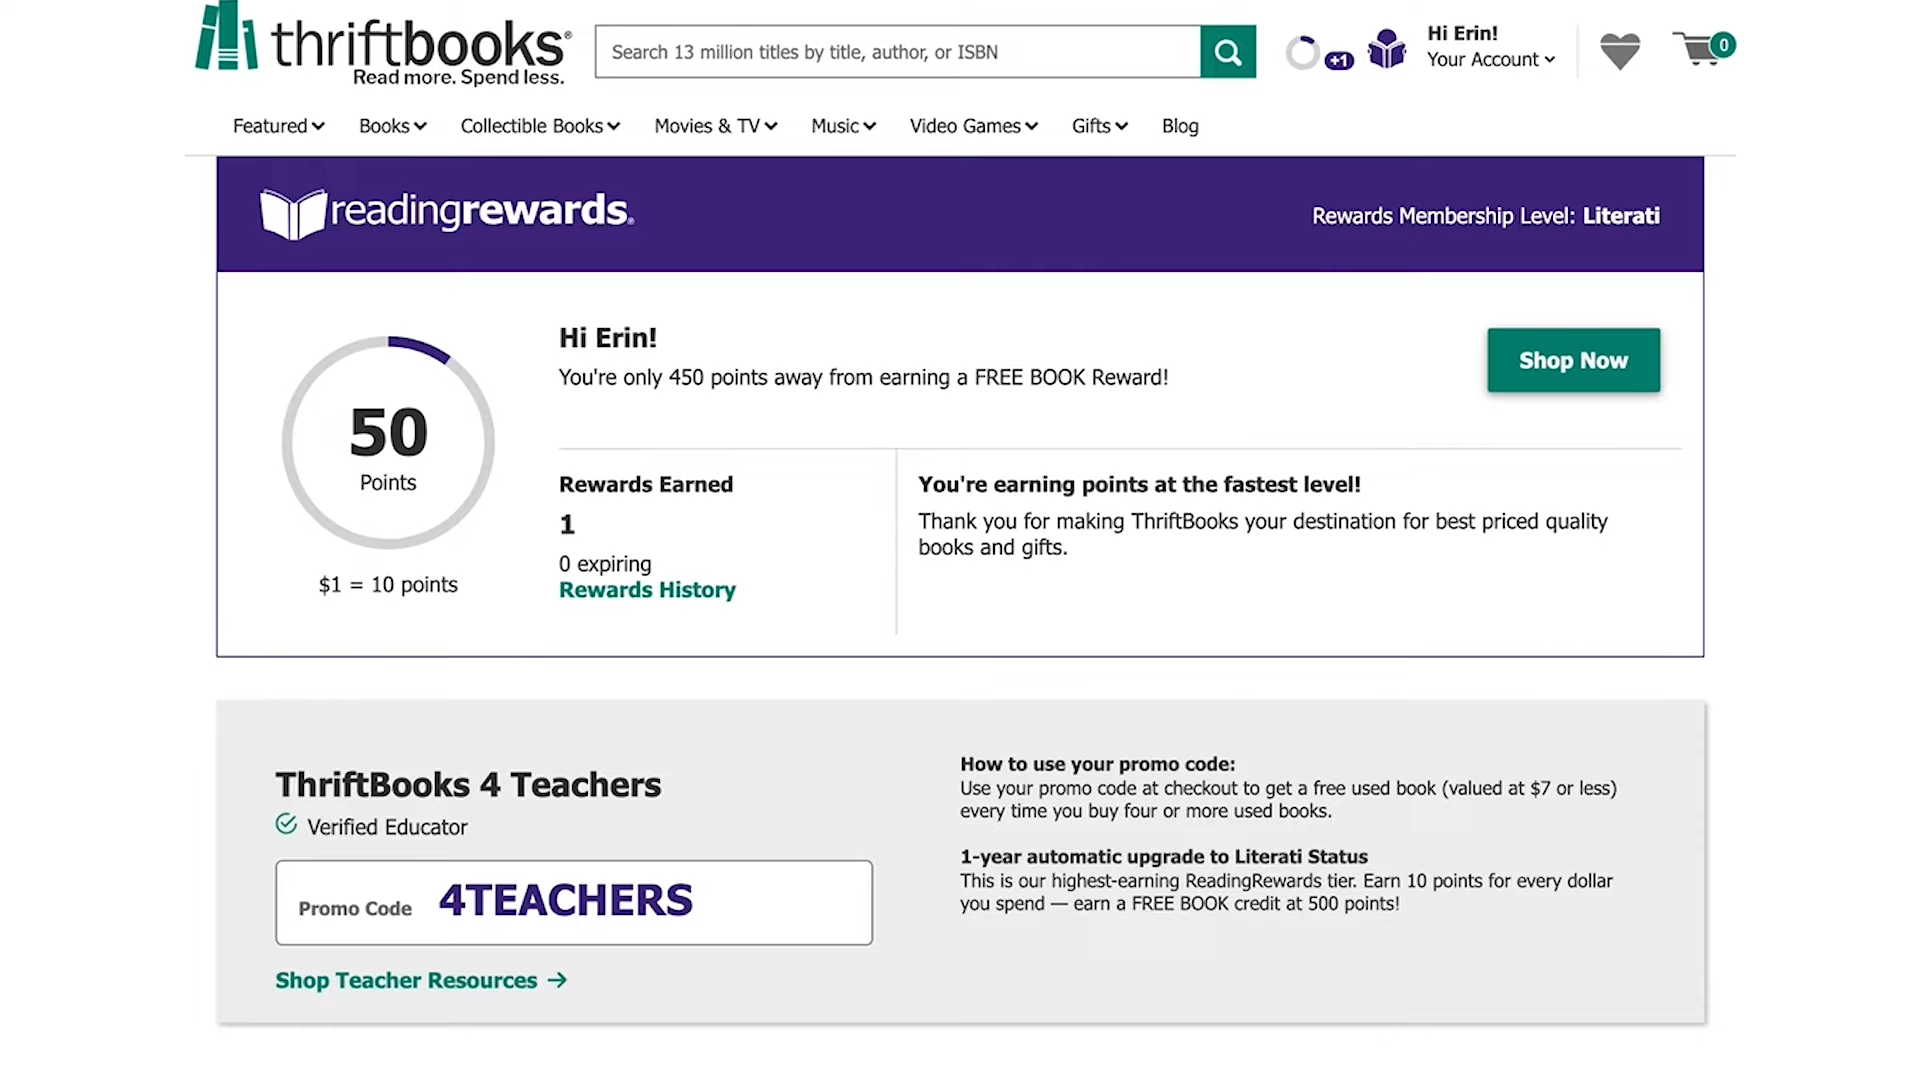 thriftbooks®
Read more. Spend less.
Search 13 million titles by title, author, or ISBN
+1
Hi Erin!
Your Account
0
Featured Books Collectible Books Movies & TV Music Video Games Gifts Blog
readingrewards®
Rewards Membership Level: Literati
50
Points
$1 = 10 points
Hi Erin!
You're only 450 points away from earning a FREE BOOK Reward!
Shop Now
Rewards Earned
1
0 expiring
Rewards History
You're earning points at the fastest level!
Thank you for making ThriftBooks your destination for best priced quality
books and gifts.
ThriftBooks 4 Teachers
Verified Educator
Promo Code 4TEACHERS
Shop Teacher Resources →
How to use your promo code:
Use your promo code at checkout to get a free used book (valued at $7 or less)
every time you buy four or more used books.
1-year automatic upgrade to Literati Status
This is our highest-earning ReadingRewards tier. Earn 10 points for every dollar
you spend — earn a FREE BOOK credit at 500 points!